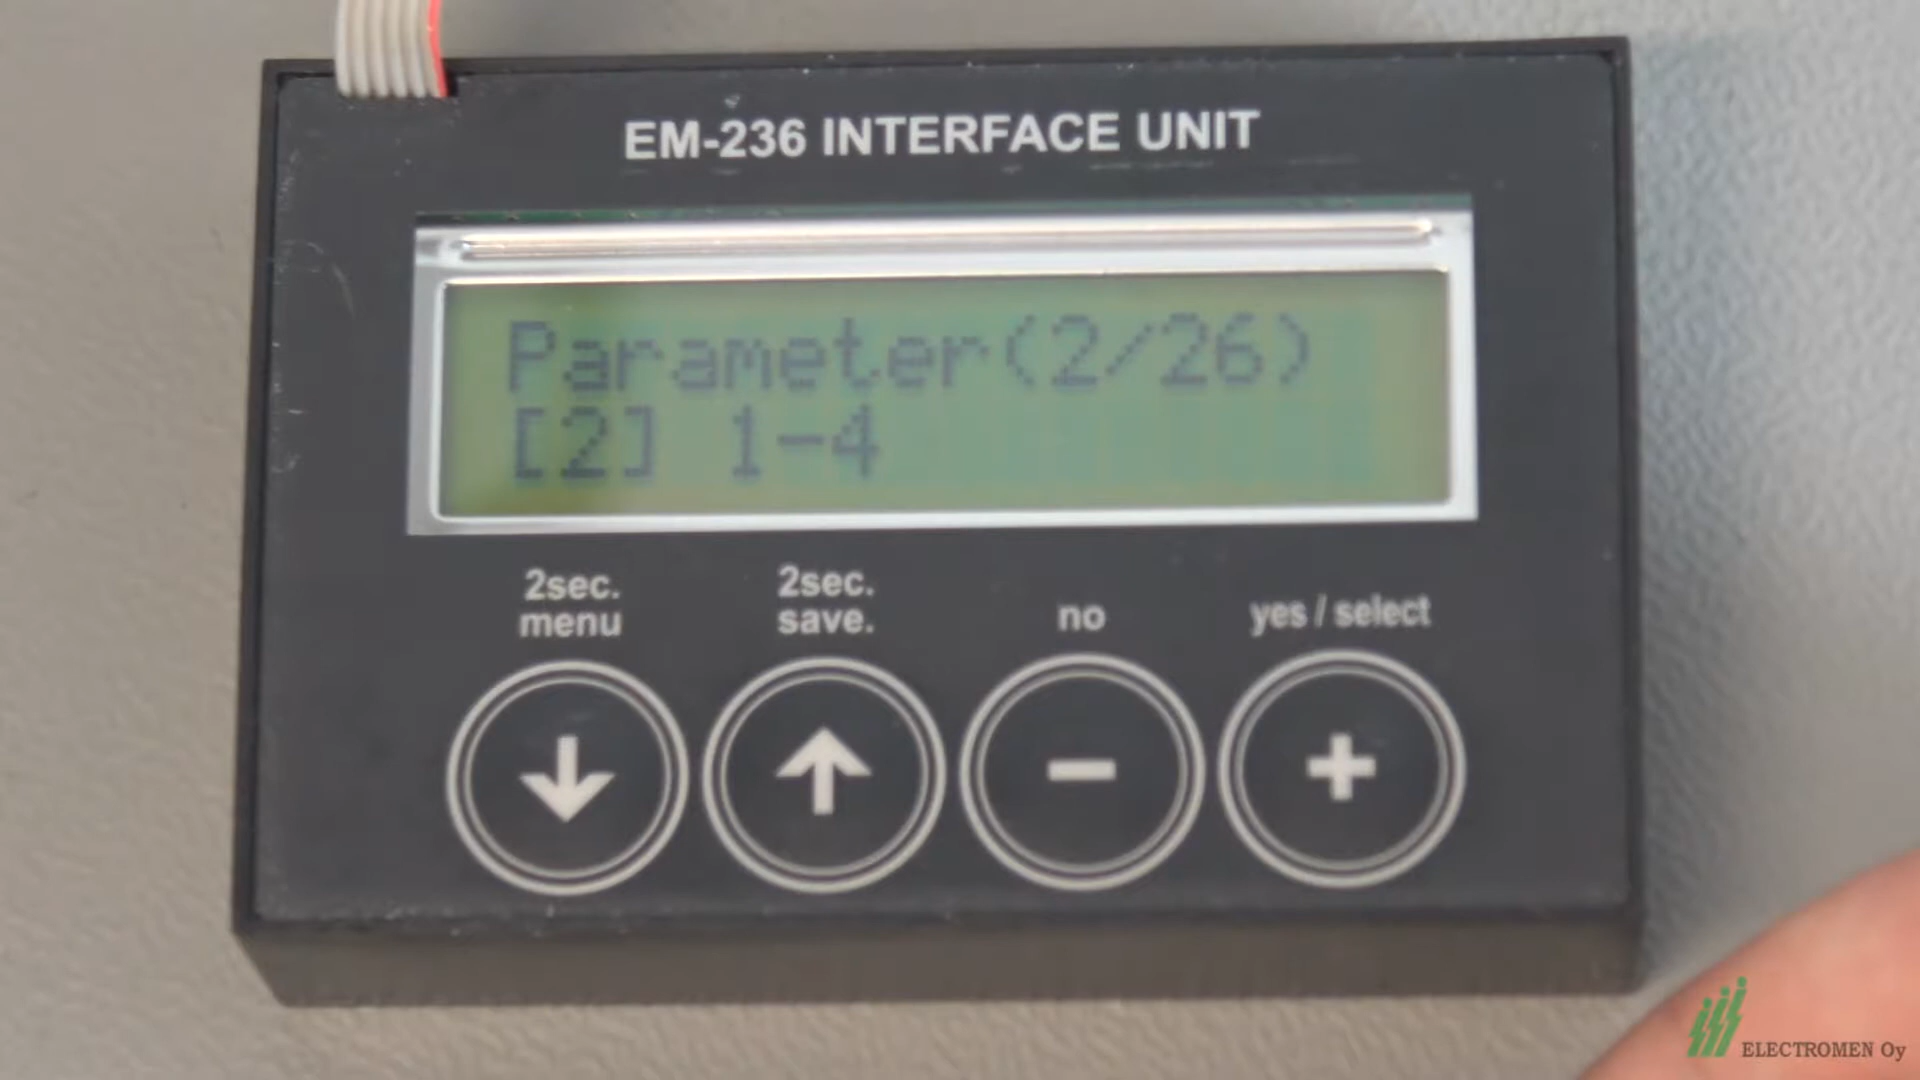 EM-236 INTERFACE UNIT
Parameter(2/26)
[2] 1-4
2sec.
menu
2sec.
save.
no
yes / select
ELECTROMEN Oy